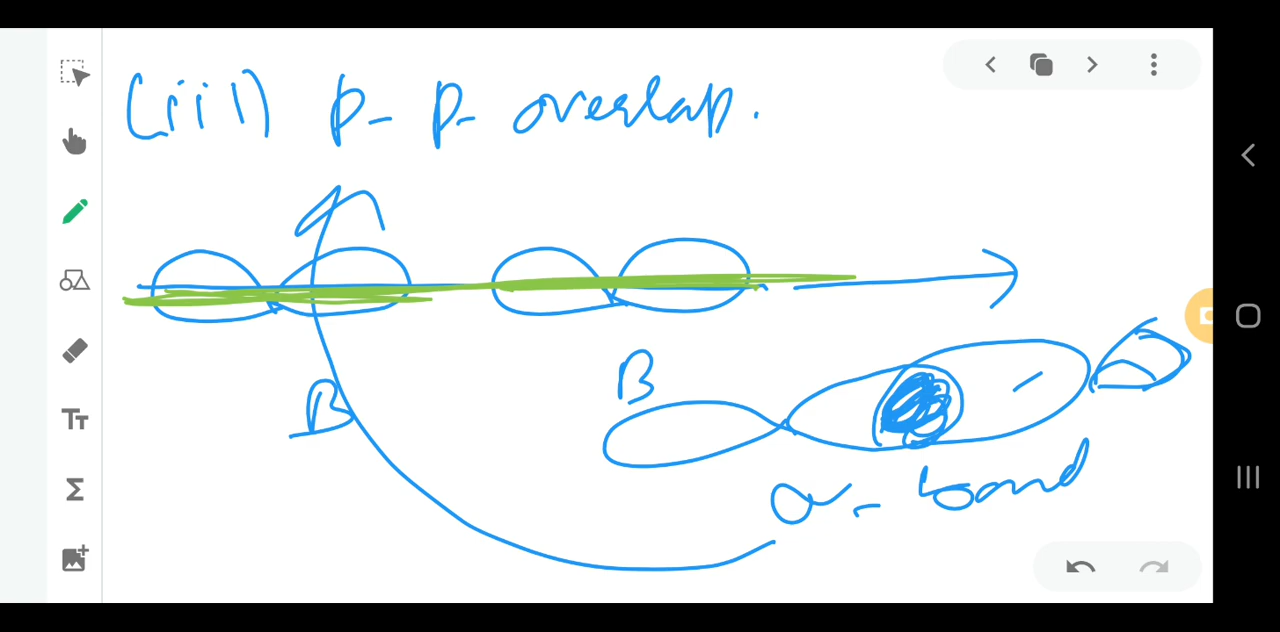 (iii) p- p- overlap.
B
B
σ- bond